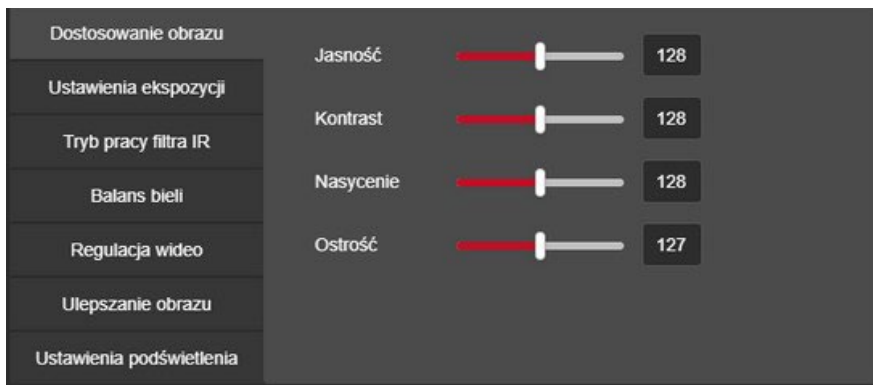 Dostosowanie obrazu
Ustawienia ekspozycji
Tryb pracy filtra IR
Balans bieli
Regulacja wideo
Ulepszanie obrazu
Ustawienia podświetlenia
Jasność 128
Kontrast 128
Nasycenie 128
Ostrość 127